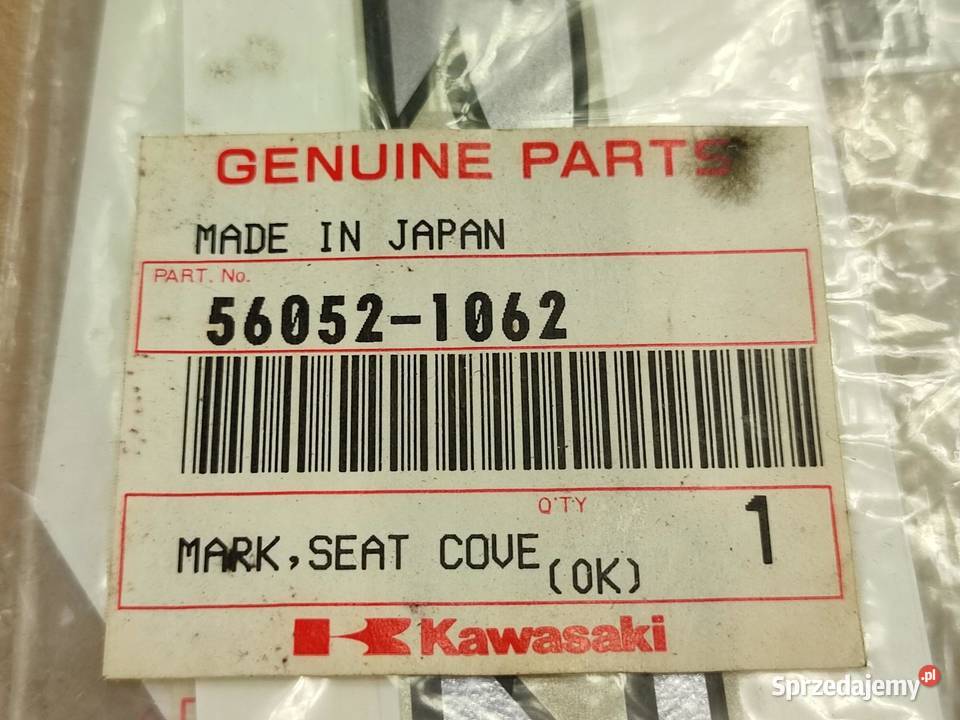 GENUINE PARTS
MADE IN JAPAN
PART. No.
56052-1062
Q'TY
1
MARK,SEAT COVE
(OK)
Kawasaki
Sprzedajemy.pl